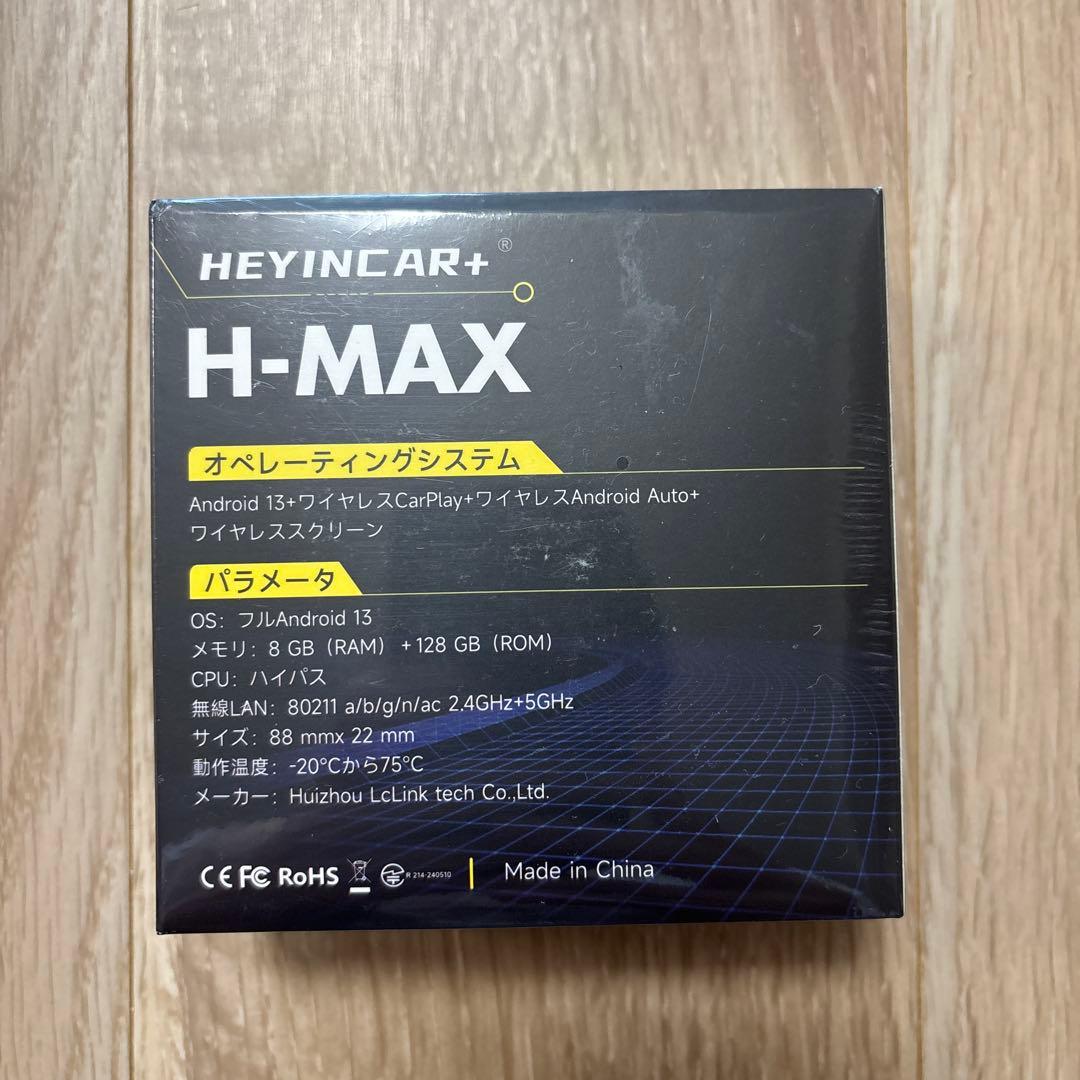 HEYINCAR+®
H-MAX
オペレーティングシステム
Android 13+ワイヤレスCarPlay+ワイヤレスAndroid Auto+
ワイヤレススクリーン
パラメータ
OS: フルAndroid 13
メモリ: 8 GB (RAM) +128 GB (ROM)
CPU: ハイパス
無線LAN: 80211 a/b/g/n/ac 2.4GHz+5GHz
サイズ: 88 mmx 22 mm
動作温度: -20°Cから75°C
メーカー: Huizhou LcLink tech Co.,Ltd.
CE FC RoHS R 214-240510 Made in China